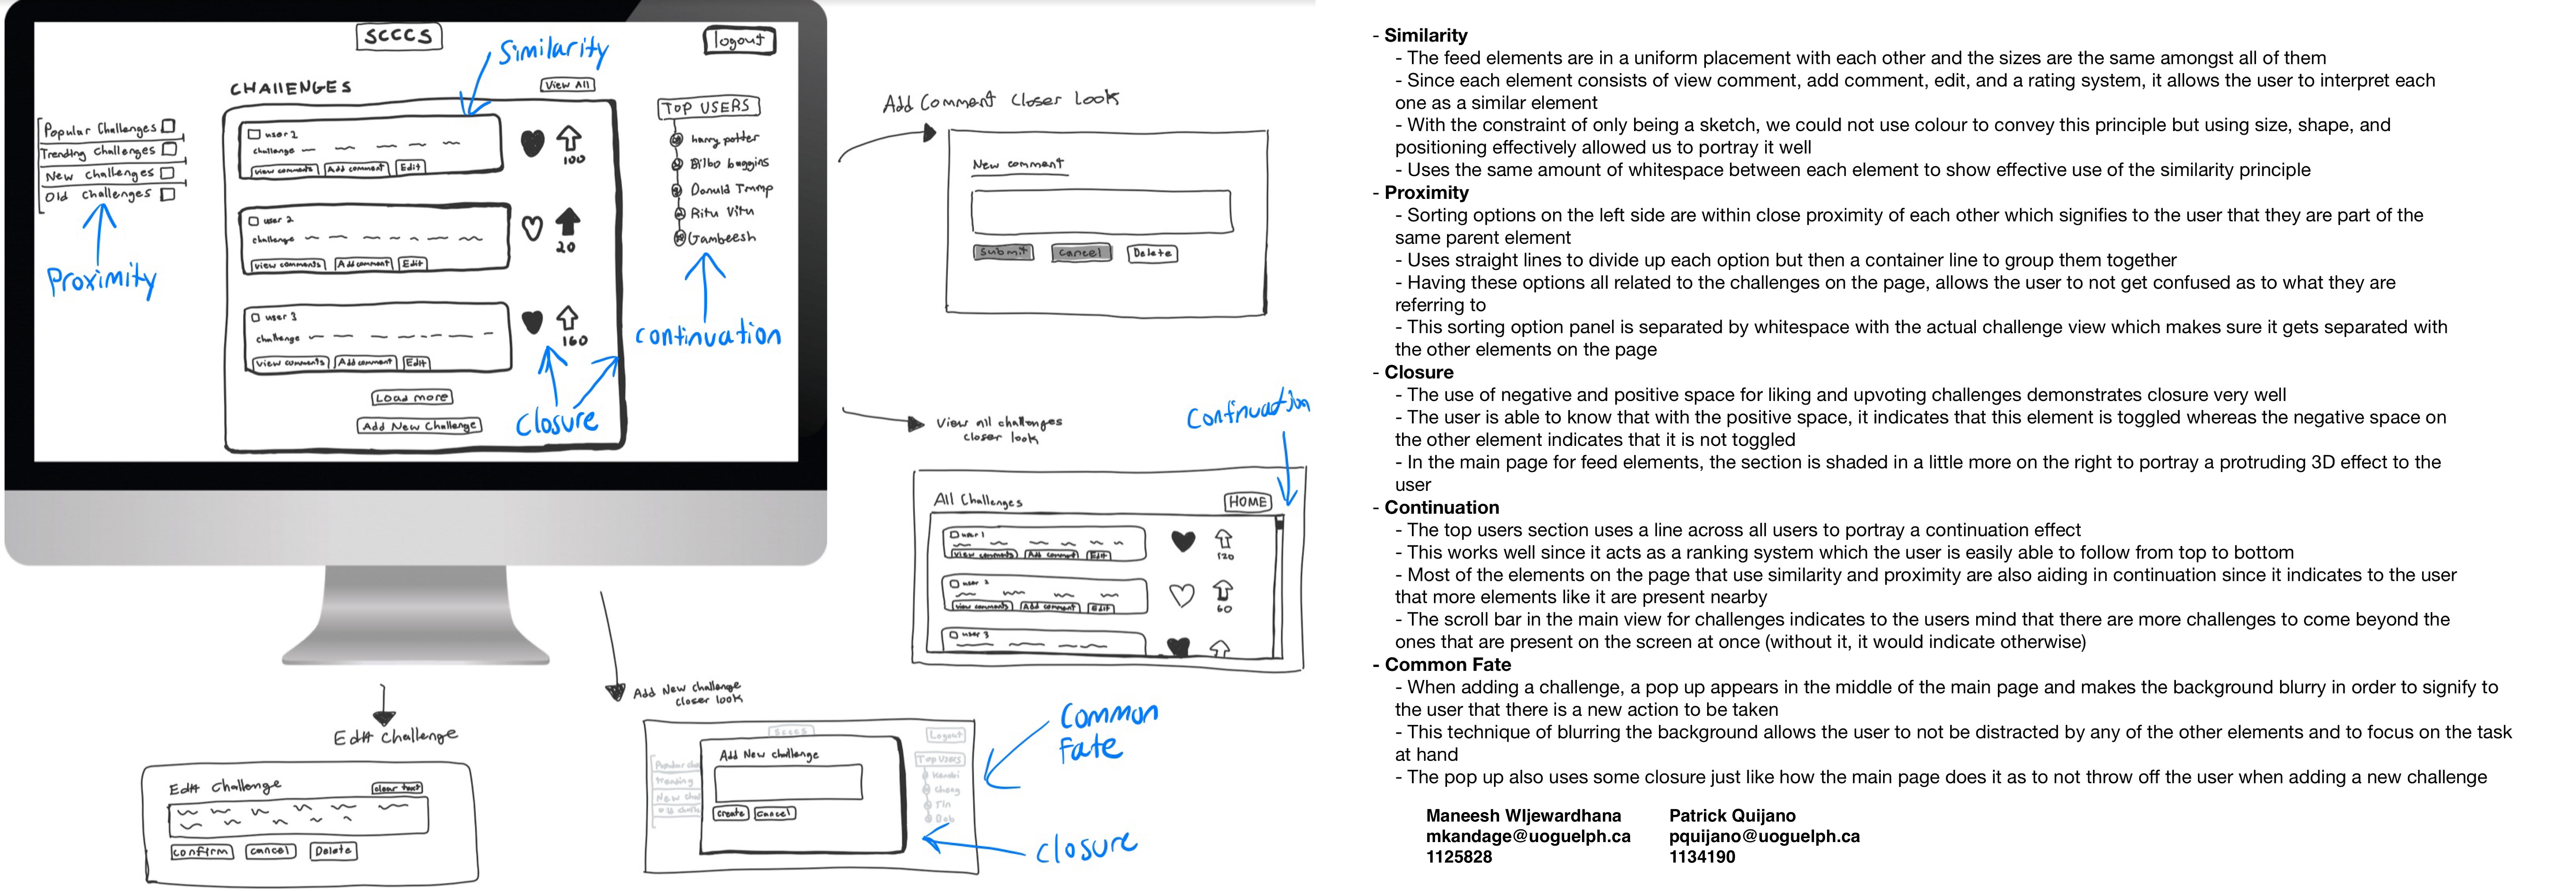 SCCCS
logout
Similarity
CHALLENGES
View All
Popular Challenges
Trending Challenges
New Challenges
Old Challenges
Proximity
user 2
challenge
View comments Add comment Edit
100
user 2
challenge
View comments Add comment Edit
20
user 3
challenge
View comments Add comment Edit
160
Load more
Add New Challenge
Closure
TOP USERS
harry potter
Bilbo buggins
Donald Trump
Ritu Vitu
Gambeesh
continuation
Add Comment closer look
New comment
Submit Cancel Delete
View all challenges
closer look
Continuation
All Challenges
HOME
user 1
View comments Add comment Edit
120
user 2
View comments Add comment Edit
60
user 3
Add New challenge
closer look
SCCCS
Logout
Popular cha
Trending
New chal
Top Users
Cheng
Tin
Add New challenge
Create Cancel
Common
Fate
closure
Edit challenge
Edit challenge
clear text
Confirm cancel Delete
- Similarity
- The feed elements are in a uniform placement with each other and the sizes are the same amongst all of them
- Since each element consists of view comment, add comment, edit, and a rating system, it allows the user to interpret each
one as a similar element
- With the constraint of only being a sketch, we could not use colour to convey this principle but using size, shape, and
positioning effectively allowed us to portray it well
- Uses the same amount of whitespace between each element to show effective use of the similarity principle
- Proximity
- Sorting options on the left side are within close proximity of each other which signifies to the user that they are part of the
same parent element
- Uses straight lines to divide up each option but then a container line to group them together
- Having these options all related to the challenges on the page, allows the user to not get confused as to what they are
referring to
- This sorting option panel is separated by whitespace with the actual challenge view which makes sure it gets separated with
the other elements on the page
- Closure
- The use of negative and positive space for liking and upvoting challenges demonstrates closure very well
- The user is able to know that with the positive space, it indicates that this element is toggled whereas the negative space on
the other element indicates that it is not toggled
- In the main page for feed elements, the section is shaded in a little more on the right to portray a protruding 3D effect to the
user
- Continuation
- The top users section uses a line across all users to portray a continuation effect
- This works well since it acts as a ranking system which the user is easily able to follow from top to bottom
- Most of the elements on the page that use similarity and proximity are also aiding in continuation since it indicates to the user
that more elements like it are present nearby
- The scroll bar in the main view for challenges indicates to the users mind that there are more challenges to come beyond the
ones that are present on the screen at once (without it, it would indicate otherwise)
- Common Fate
- When adding a challenge, a pop up appears in the middle of the main page and makes the background blurry in order to signify to
the user that there is a new action to be taken
- This technique of blurring the background allows the user to not be distracted by any of the other elements and to focus on the task
at hand
- The pop up also uses some closure just like how the main page does it as to not throw off the user when adding a new challenge
Maneesh WIjewardhana
mkandage@uoguelph.ca
1125828
Patrick Quijano
pquijano@uoguelph.ca
1134190